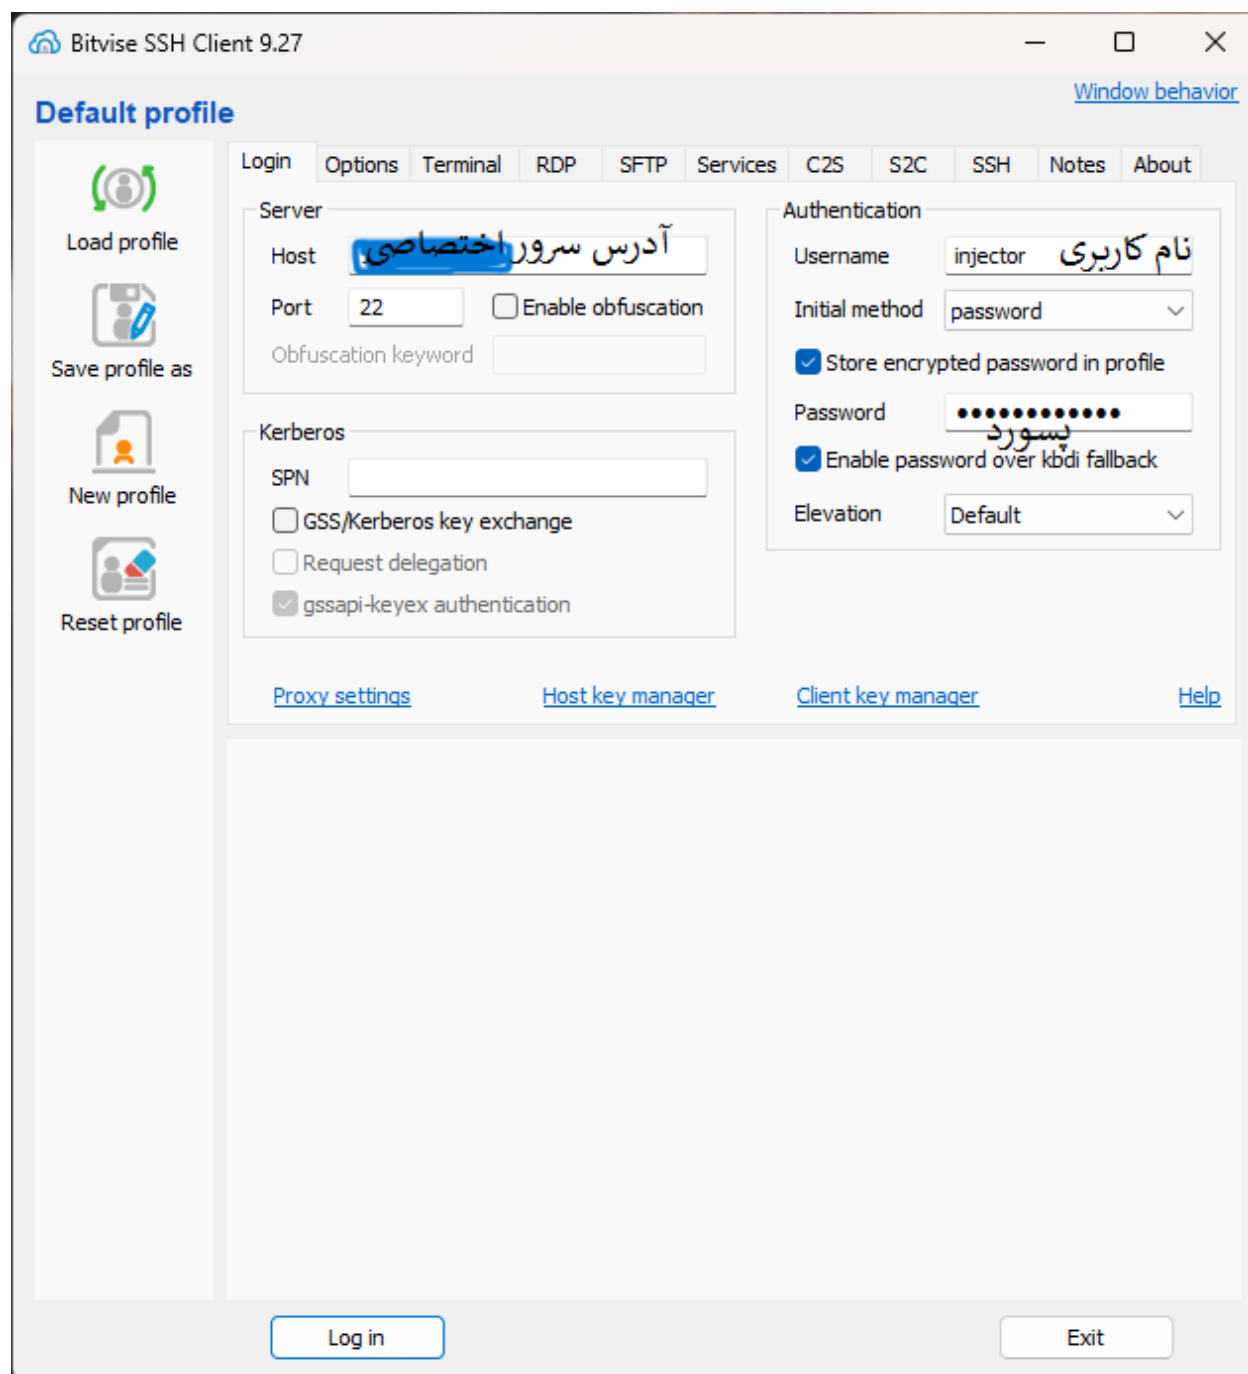 Bitvise SSH Client 9.27
Window behavior
Default profile
Load profile
Save profile as
New profile
Reset profile
Login Options Terminal RDP SFTP Services C2S S2C SSH Notes About
Server
Host آدرس سرور اختصاصی
Port 22 Enable obfuscation
Obfuscation keyword
Kerberos
SPN
GSS/Kerberos key exchange
Request delegation
gssapi-keyex authentication
Authentication
Username injector نام کاربری
Initial method password
Store encrypted password in profile
Password ••••••••••••
پسورد
Enable password over kbdi fallback
Elevation Default
Proxy settings Host key manager Client key manager Help
Log in Exit